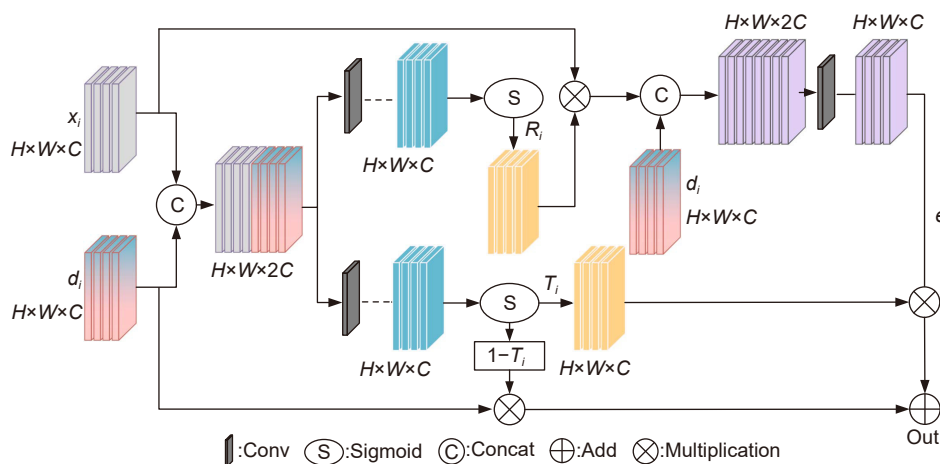 H×W×2C
H×W×C
x_i
H×W×C
S
R_i
C
H×W×C
d_i
H×W×C
C
H×W×2C
d_i
H×W×C
e
S
T_i
1−T_i
H×W×C
H×W×C
Out
:Conv
S :Sigmoid
C :Concat
:Add
:Multiplication